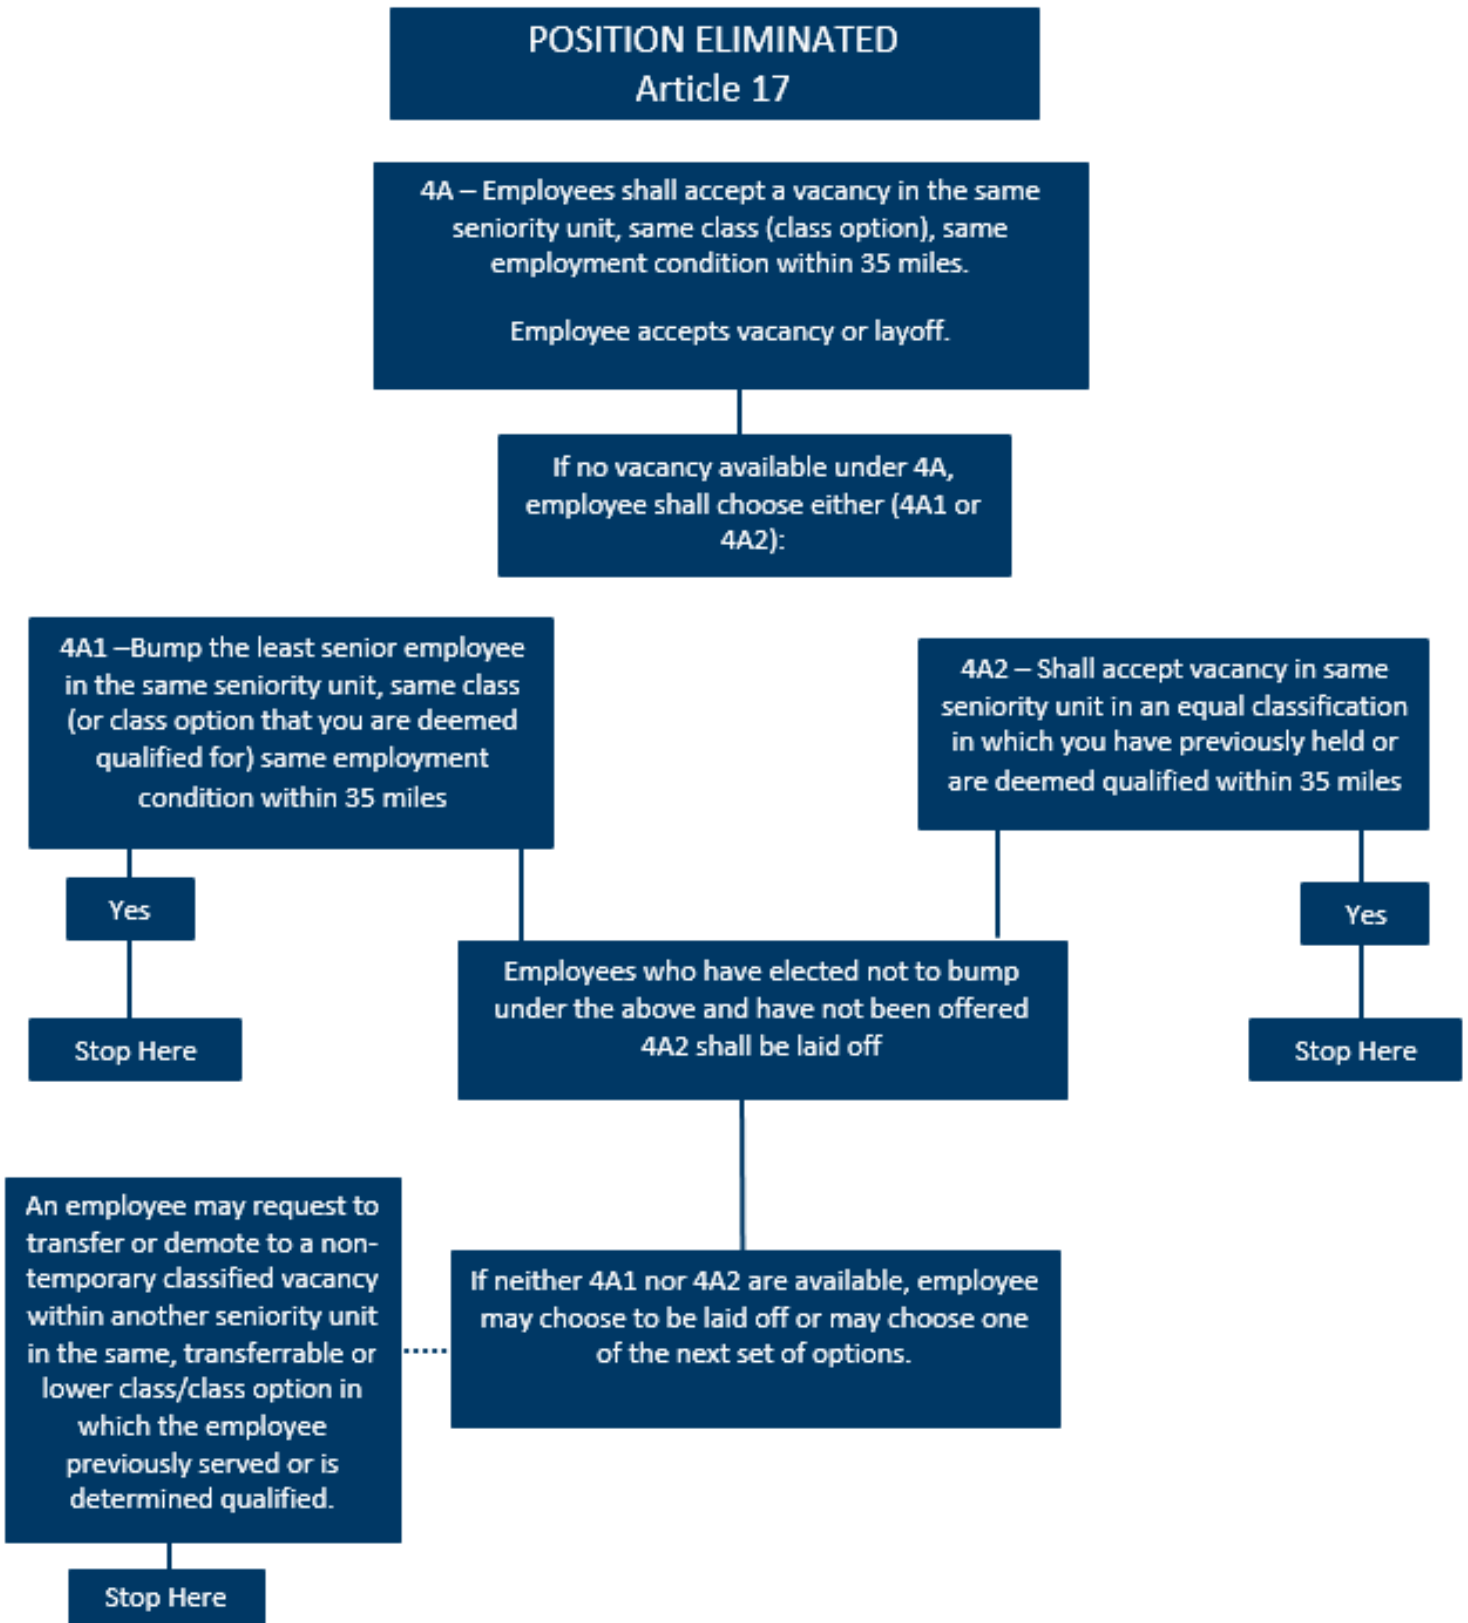 POSITION ELIMINATED
Article 17
4A – Employees shall accept a vacancy in the same
seniority unit, same class (class option), same
employment condition within 35 miles.
Employee accepts vacancy or layoff.
If no vacancy available under 4A,
employee shall choose either (4A1 or
4A2):
4A1 –Bump the least senior employee
in the same seniority unit, same class
(or class option that you are deemed
qualified for) same employment
condition within 35 miles
4A2 – Shall accept vacancy in same
seniority unit in an equal classification
in which you have previously held or
are deemed qualified within 35 miles
Yes
Yes
Employees who have elected not to bump
under the above and have not been offered
4A2 shall be laid off
Stop Here
Stop Here
An employee may request to
transfer or demote to a non-
temporary classified vacancy
within another seniority unit
in the same, transferrable or
lower class/class option in
which the employee
previously served or is
determined qualified.
If neither 4A1 nor 4A2 are available, employee
may choose to be laid off or may choose one
of the next set of options.
Stop Here